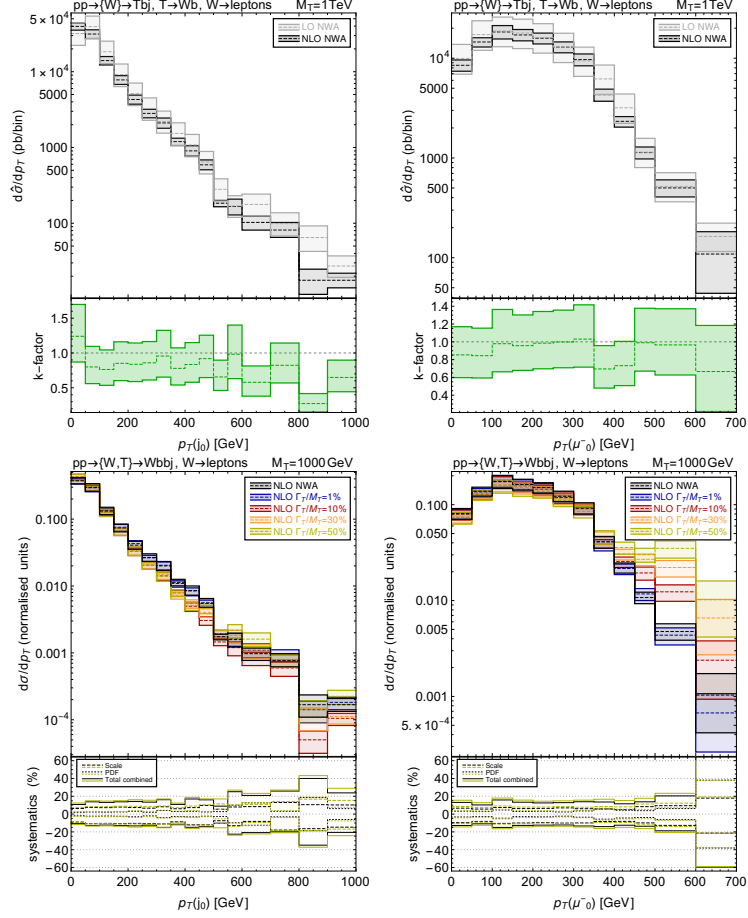 pp→{W}→Tbj, T→Wb, W→leptons M_T=1TeV
LO NWA
NLO NWA
dσ̂/dp_T (pb/bin)
5×10⁴
1×10⁴
5000
1000
500
100
50
k-factor
1.5
1.0
0.5
0 200 400 600 800 1000
p_T(j₀) [GeV]
pp→{W}→Tbj, T→Wb, W→leptons M_T=1TeV
LO NWA
NLO NWA
dσ̂/dp_T (pb/bin)
10⁴
5000
1000
500
100
50
k-factor
1.4
1.2
1.0
0.8
0.6
0.4
0 100 200 300 400 500 600 700
p_T(μ⁻₀) [GeV]
pp→{W,T}→Wbbj, W→leptons M_T=1000GeV
NLO NWA
NLO Γ_T/M_T=1%
NLO Γ_T/M_T=10%
NLO Γ_T/M_T=30%
NLO Γ_T/M_T=50%
dσ/dp_T (normalised units)
0.100
0.010
0.001
10⁻⁴
systematics (%)
Scale
PDF
Total combined
60
40
20
0
-20
-40
-60
0 200 400 600 800 1000
p_T(j₀) [GeV]
pp→{W,T}→Wbbj, W→leptons M_T=1000GeV
NLO NWA
NLO Γ_T/M_T=1%
NLO Γ_T/M_T=10%
NLO Γ_T/M_T=30%
NLO Γ_T/M_T=50%
dσ/dp_T (normalised units)
0.100
0.050
0.010
0.005
0.001
5.×10⁻⁴
systematics (%)
Scale
PDF
Total combined
60
40
20
0
-20
-40
-60
0 100 200 300 400 500 600 700
p_T(μ⁻₀) [GeV]